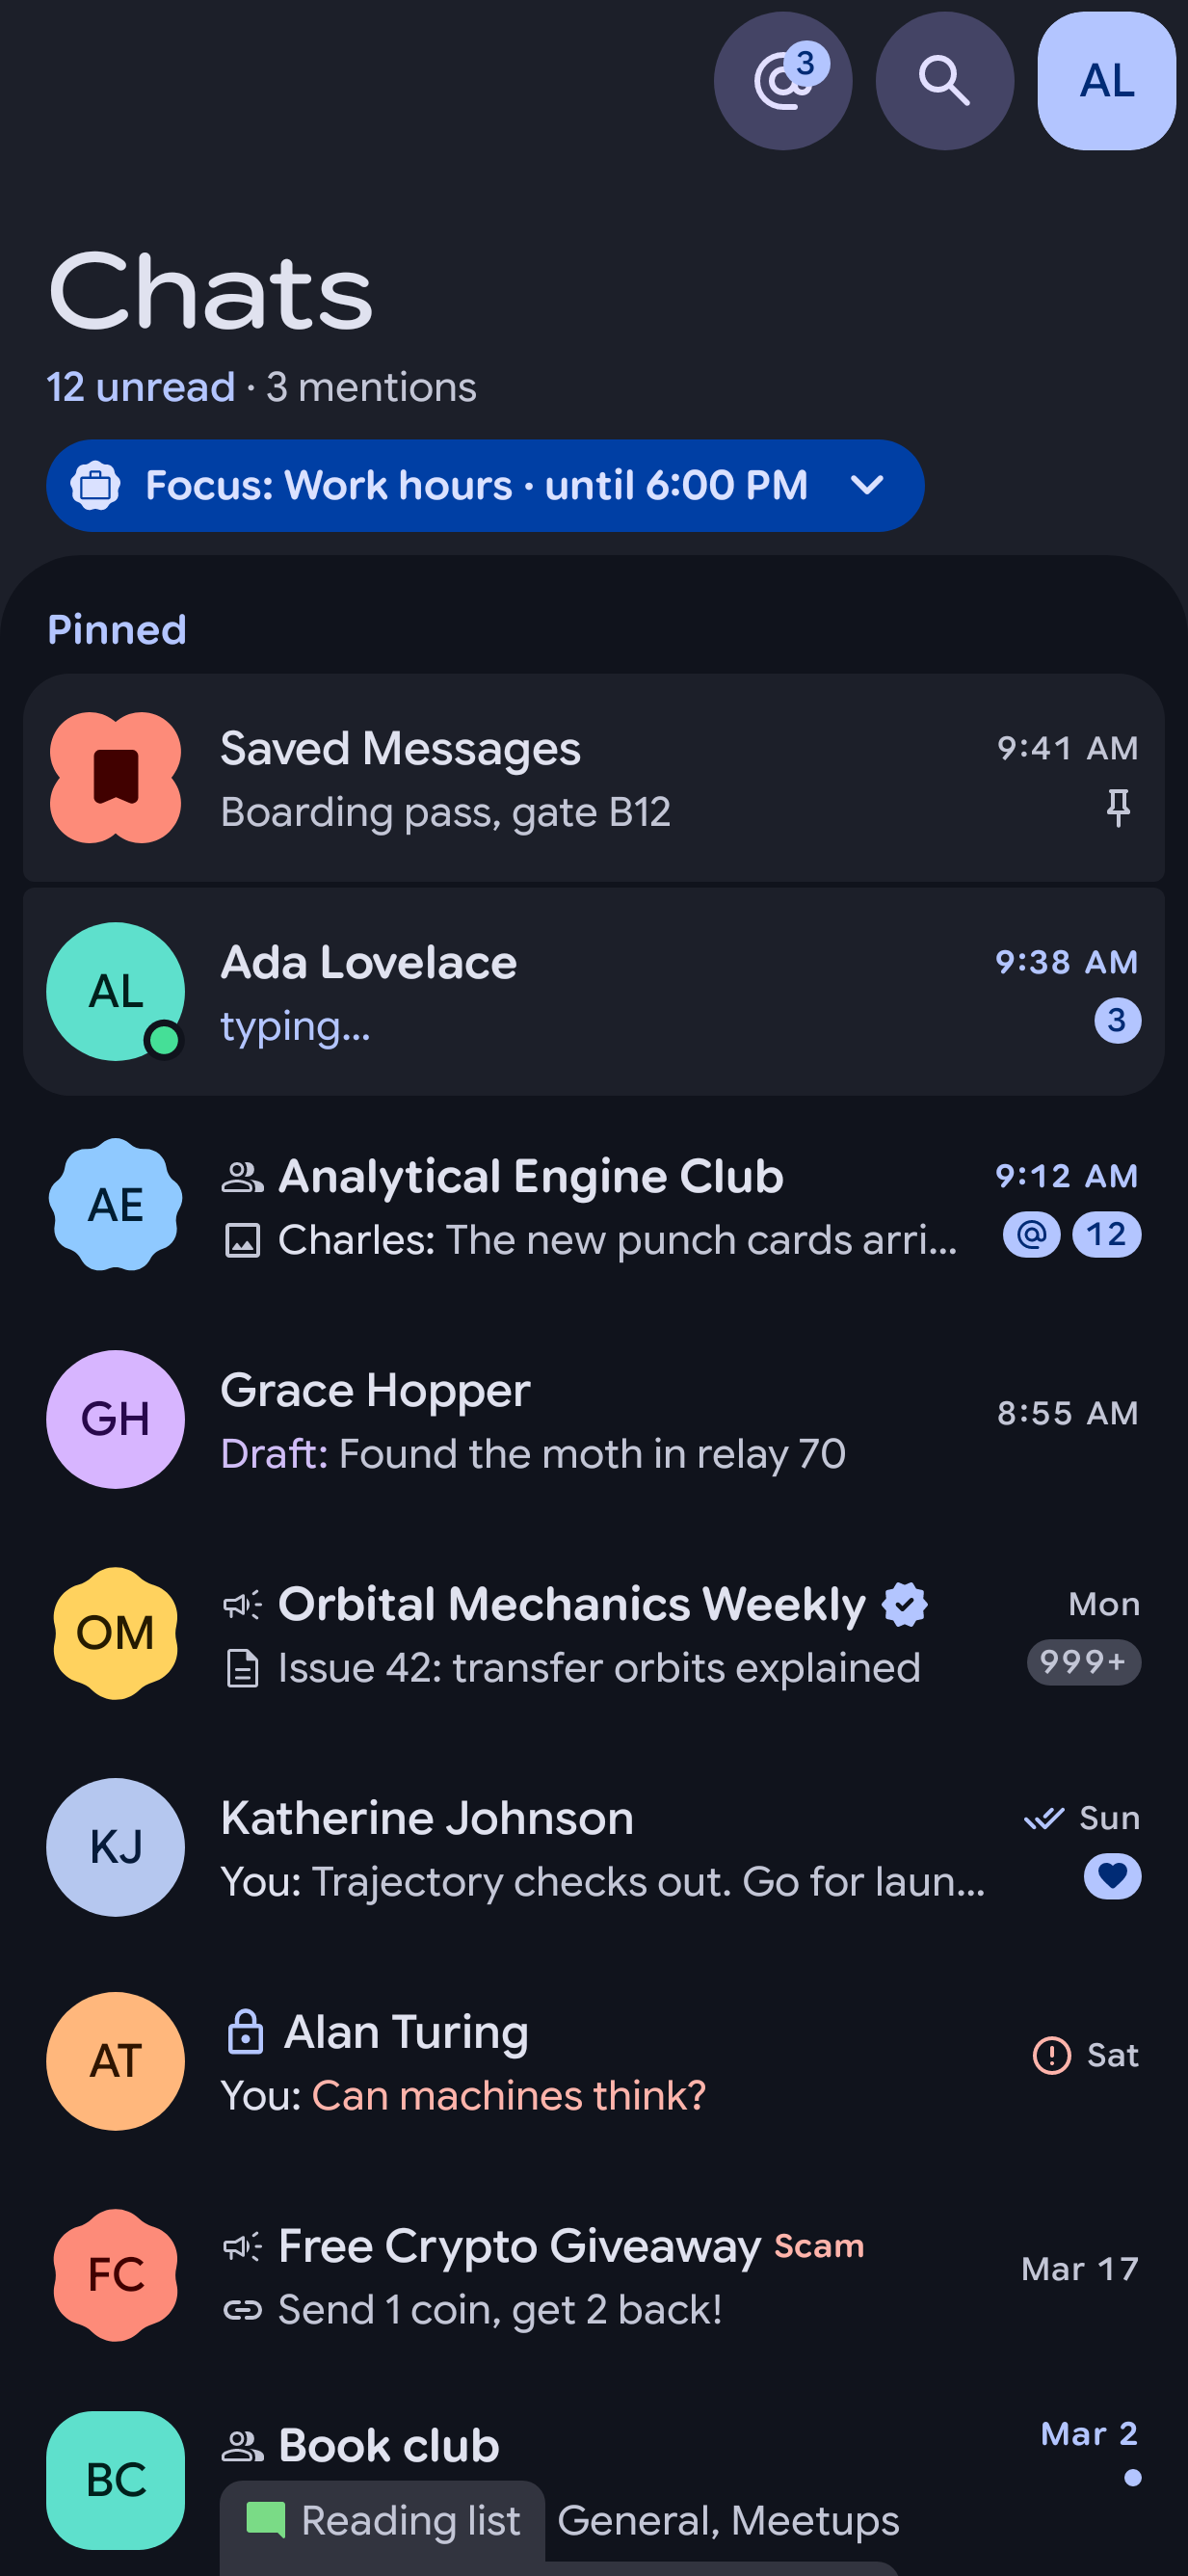 3
AL
Chats
12 unread · 3 mentions
Focus: Work hours · until 6:00 PM
Pinned
Saved Messages 9:41 AM
Boarding pass, gate B12
AL
Ada Lovelace 9:38 AM
typing... 3
AE
Analytical Engine Club 9:12 AM
Charles: The new punch cards arri... @ 12
GH
Grace Hopper 8:55 AM
Draft: Found the moth in relay 70
OM
Orbital Mechanics Weekly Mon
Issue 42: transfer orbits explained 999+
KJ
Katherine Johnson Sun
You: Trajectory checks out. Go for laun...
AT
Alan Turing Sat
You: Can machines think?
FC
Free Crypto Giveaway Scam Mar 17
Send 1 coin, get 2 back!
BC
Book club Mar 2
Reading list General, Meetups